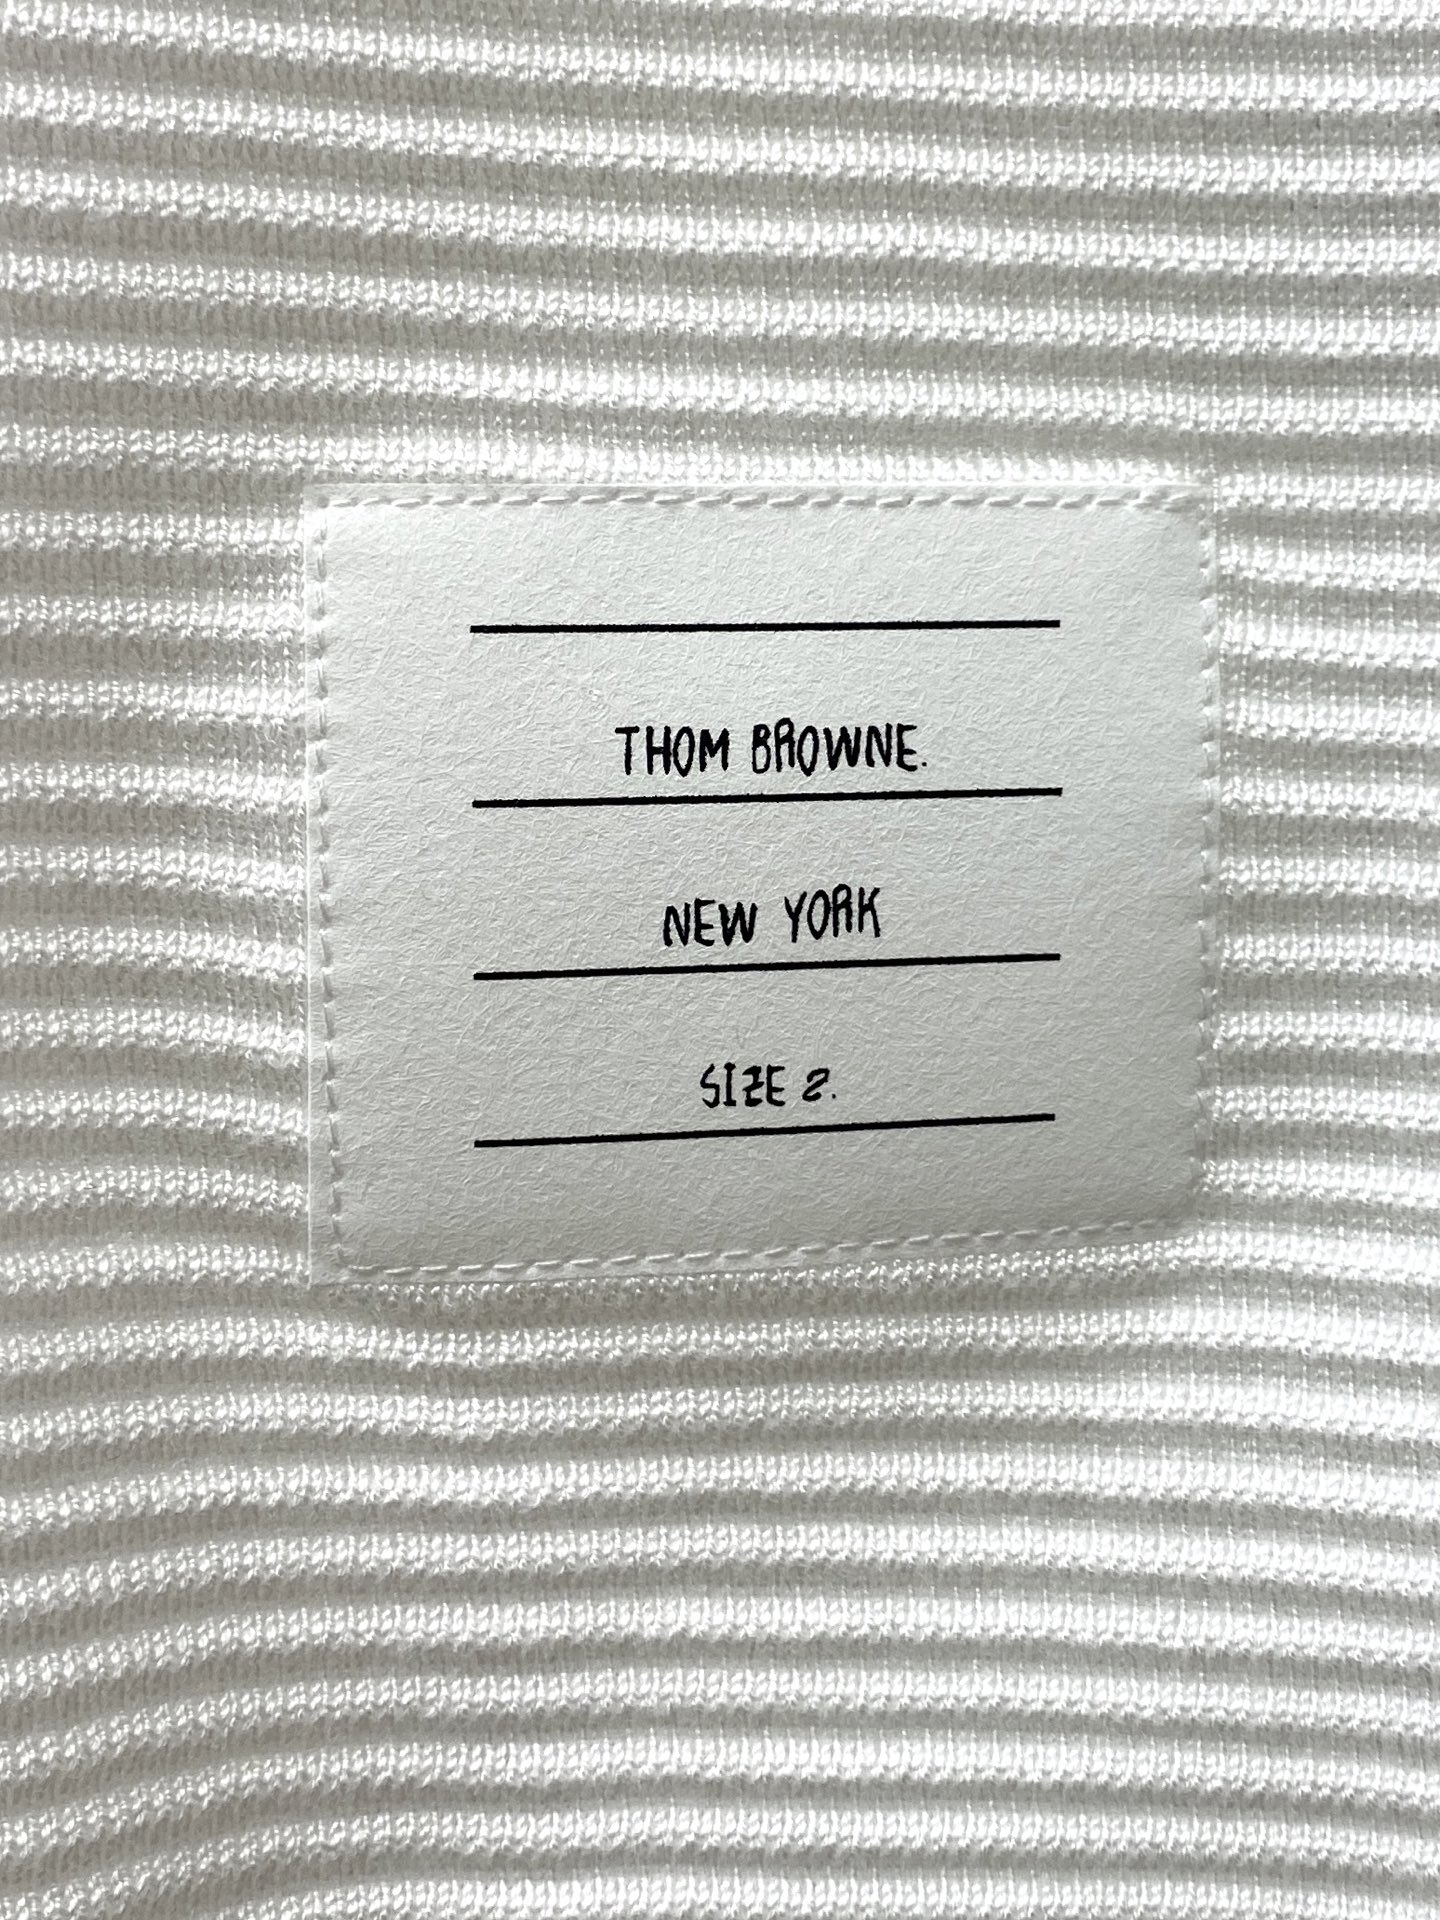 THOM BROWNE.
NEW YORK
SIZE 2.